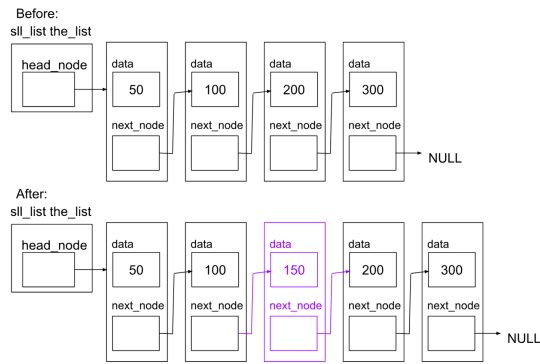 Before:
sll_list the_list
head_node data data data data
50 100 200 300
next_node next_node next_node next_node
NULL
After:
sll_list the_list
head_node data data data data data
50 100 150 200 300
next_node next_node next_node next_node next_node
NULL